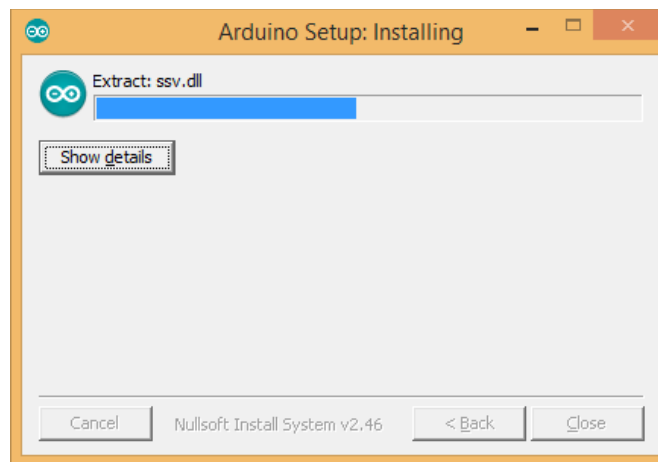 Arduino Setup: Installing
Extract: ssv.dll
Show details
Cancel
Nullsoft Install System v2.46
< Back
Close